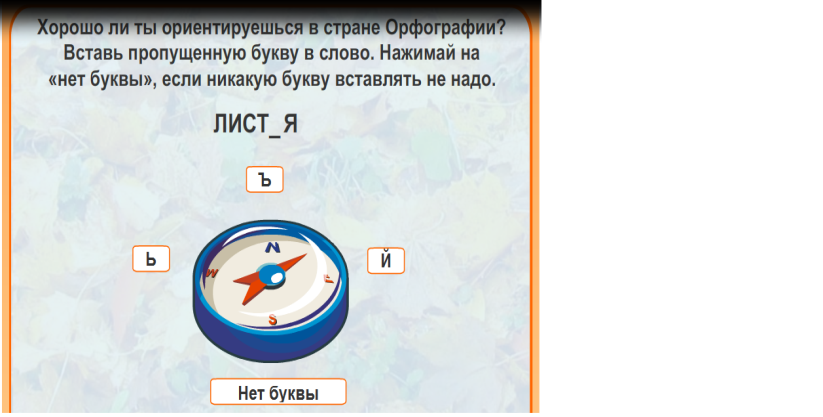 Хорошо ли ты ориентируешься в стране Орфографии?
Вставь пропущенную букву в слово. Нажимай на
«нет буквы», если никакую букву вставлять не надо.
ЛИСТ_Я
Ъ
Ь
Й
N
W
E
S
Нет буквы